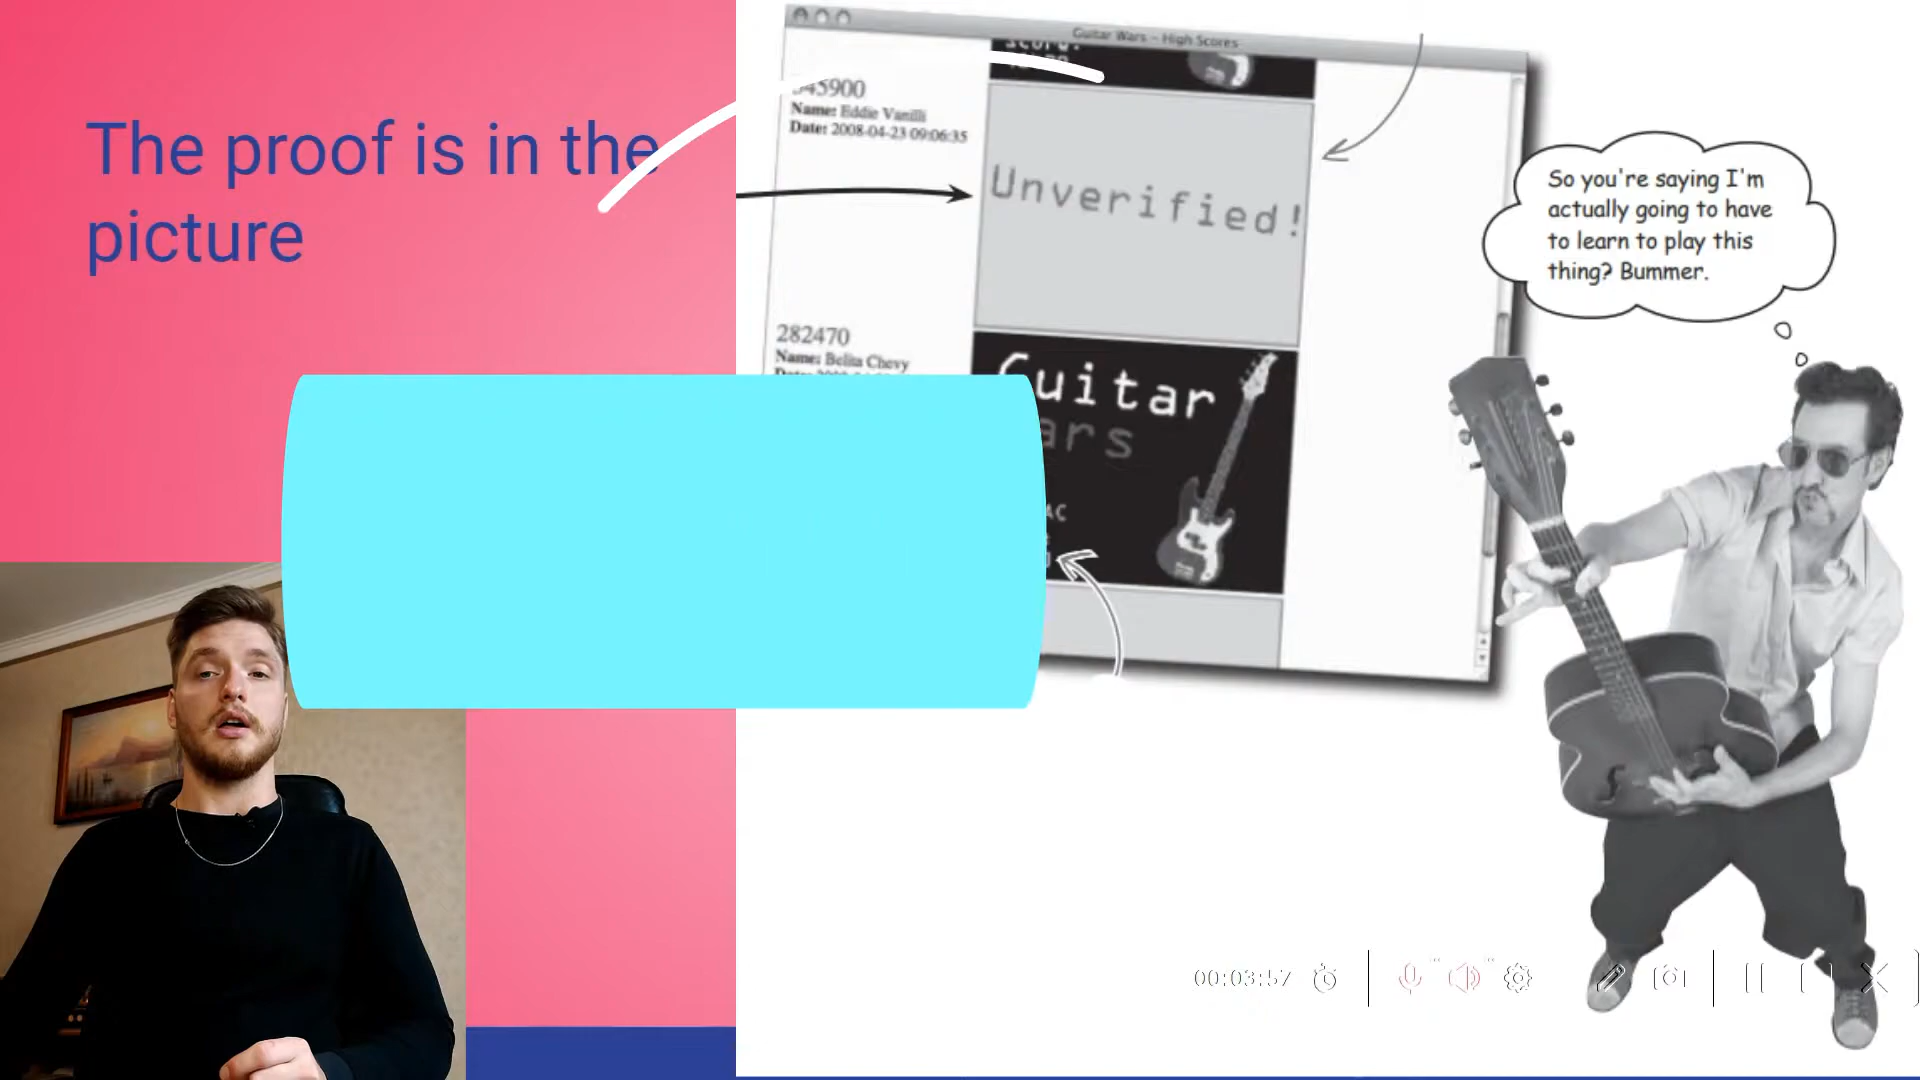 The proof is in the
picture
Guitar Wars - High Scores
Name: Eddie Vanilli
Date: 2008-04-23 09:06:35
Unverified!
282470
Name: Belita Chevy
Guitar
So you're saying I'm
actually going to have
to learn to play this
thing? Bummer.
00:03:57